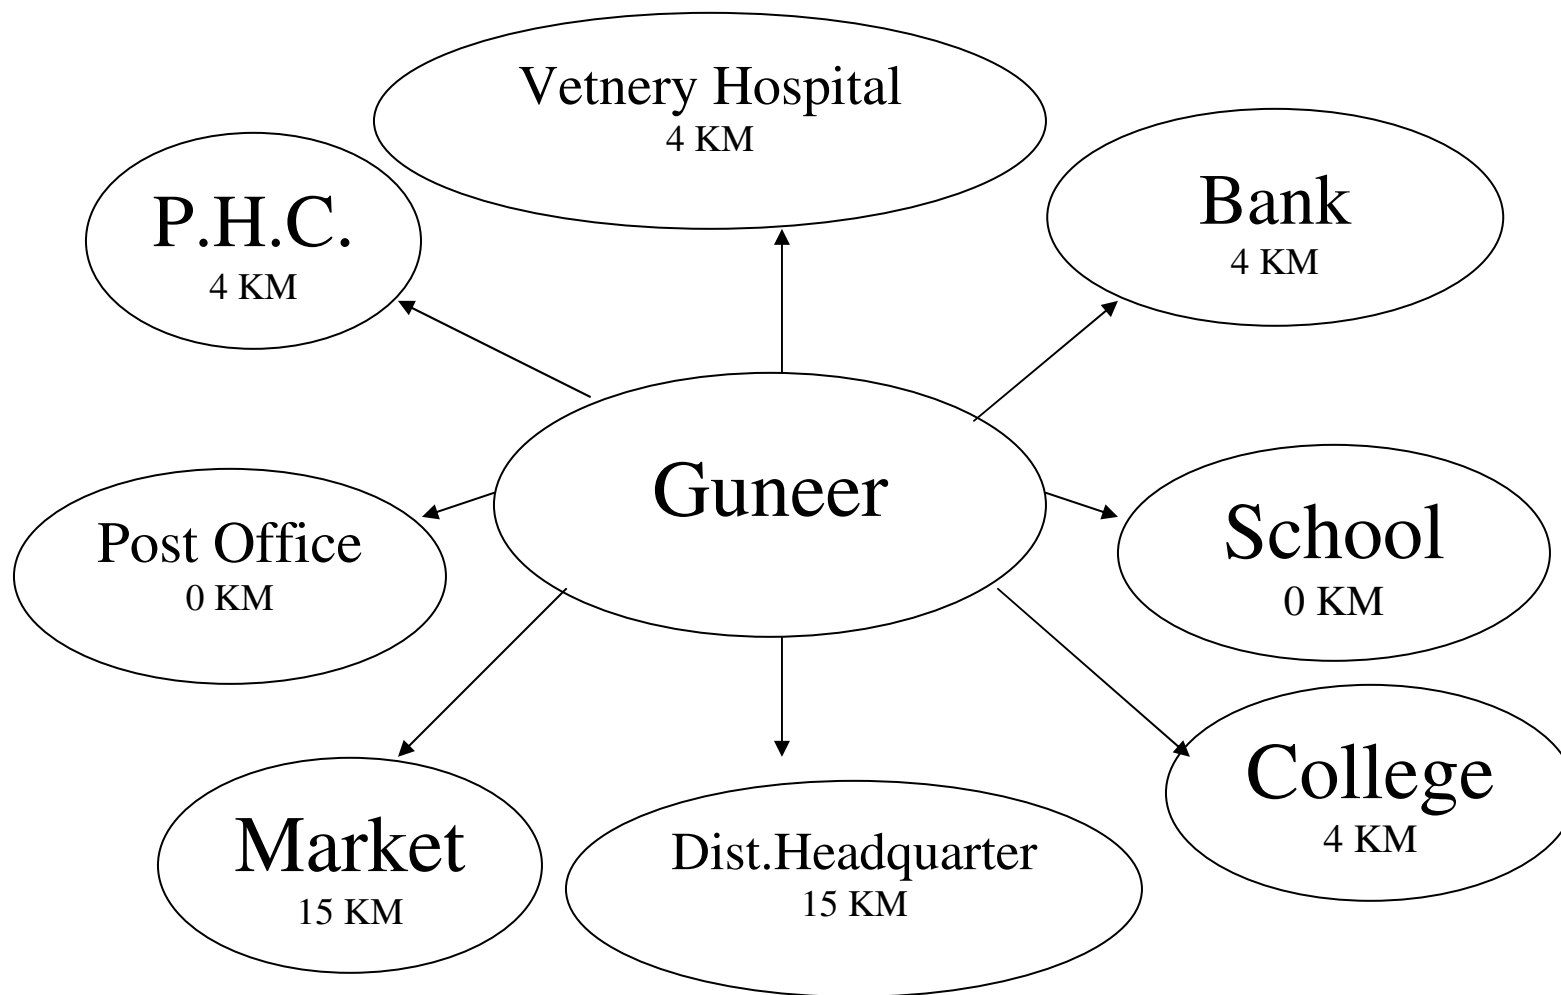 Vetnery Hospital
4 KM
P.H.C.
4 KM
Bank
4 KM
Guneer
Post Office
0 KM
School
0 KM
Market
15 KM
Dist.Headquarter
15 KM
College
4 KM